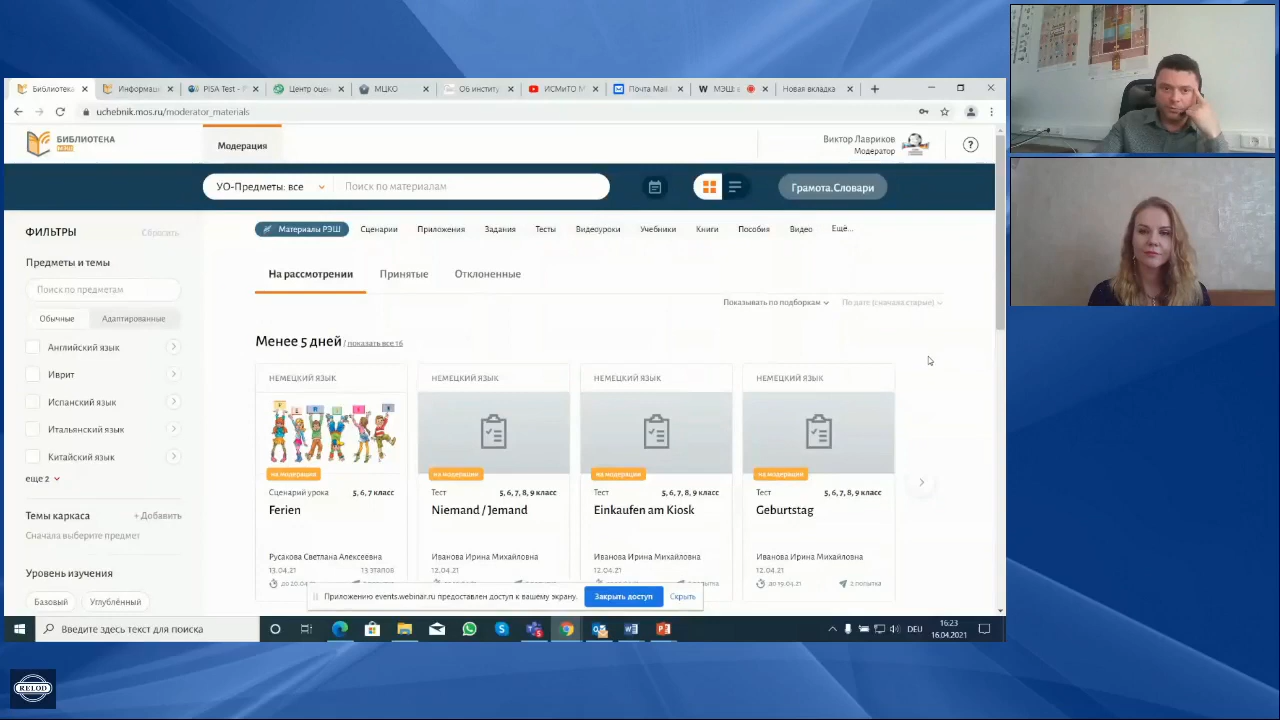 Библиотека
Информаци
PISA Test - P
Центр оцен
МЦКО
Об институ
ИСМиТО М
Почта Mail
МЭШ: в
Новая вкладка
uchebnik.mos.ru/moderator_materials
БИБЛИОТЕКА
МЭШ
Модерация
Виктор Лавриков
Модератор
УО-Предметы: все
Поиск по материалам
Грамота.Словари
ФИЛЬТРЫ
Сбросить
Материалы РЭШ
Сценарии
Приложения
Задания
Тесты
Видеоуроки
Учебники
Книги
Пособия
Видео
Ещё...
Предметы и темы
Поиск по предметам
Обычные
Адаптированные
Английский язык
Иврит
Испанский язык
Итальянский язык
Китайский язык
еще 2
Темы каркаса
+ Добавить
Сначала выберите предмет
Уровень изучения
Базовый
Углублённый
На рассмотрении
Принятые
Отклоненные
Показывать по подборкам
По дате (сначала старые)
Менее 5 дней / показать все 16
НЕМЕЦКИЙ ЯЗЫК
на модерации
Сценарий урока
5, 6, 7 класс
Ferien
Русакова Светлана Алексеевна
13.04.21
13 этапов
до 20.04.21
НЕМЕЦКИЙ ЯЗЫК
на модерации
Тест
5, 6, 7, 8, 9 класс
Niemand / Jemand
Иванова Ирина Михайловна
12.04.21
НЕМЕЦКИЙ ЯЗЫК
на модерации
Тест
5, 6, 7, 8, 9 класс
Einkaufen am Kiosk
Иванова Ирина Михайловна
12.04.21
НЕМЕЦКИЙ ЯЗЫК
на модерации
Тест
5, 6, 7, 8, 9 класс
Geburtstag
Иванова Ирина Михайловна
12.04.21
до 19.04.21
2 попытка
Приложению events.webinar.ru предоставлен доступ к вашему экрану.
Закрыть доступ
Скрыть
Введите здесь текст для поиска
DEU
16:23
16.04.2021
RELOD